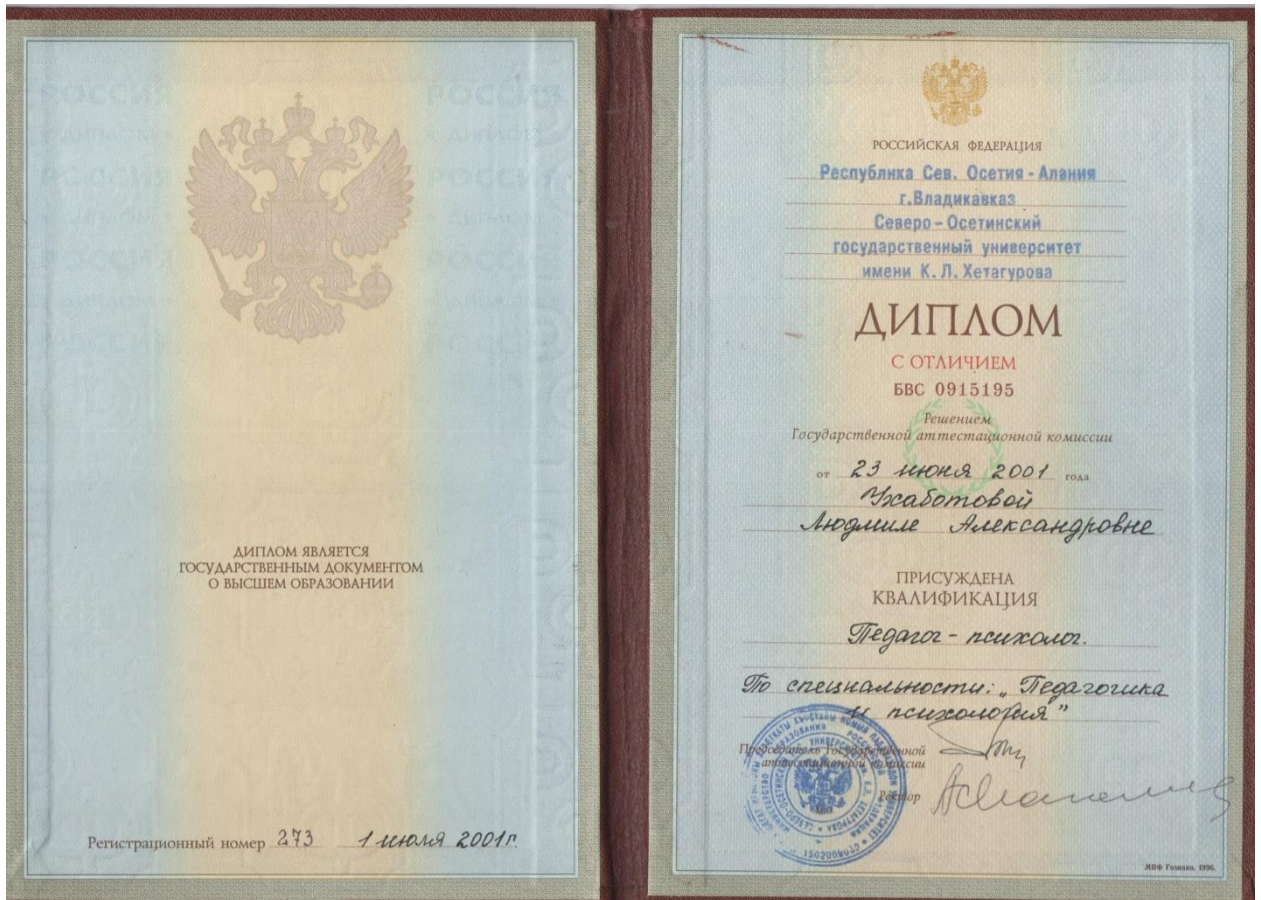 ДИПЛОМ ЯВЛЯЕТСЯ
ГОСУДАРСТВЕННЫМ ДОКУМЕНТОМ
О ВЫСШЕМ ОБРАЗОВАНИИ
Регистрационный номер 273 1 июля 2001г.
РОССИЙСКАЯ ФЕДЕРАЦИЯ
Республика Сев. Осетия - Алания
г.Владикавказ
Северо - Осетинский
государственный университет
имени К. Л. Хетагурова
ДИПЛОМ
С ОТЛИЧИЕМ
БВС 0915195
Решением
Государственной аттестационной комиссии
от 23 июня 2001 года
Ухаботовой
Людмиле Александровне
ПРИСУЖДЕНА
КВАЛИФИКАЦИЯ
Педагог - психолог.
По специальности: „Педагогика
и психология"
Председатель Государственной
аттестационной комиссии
Ректор
МПФ Гознака. 1996.